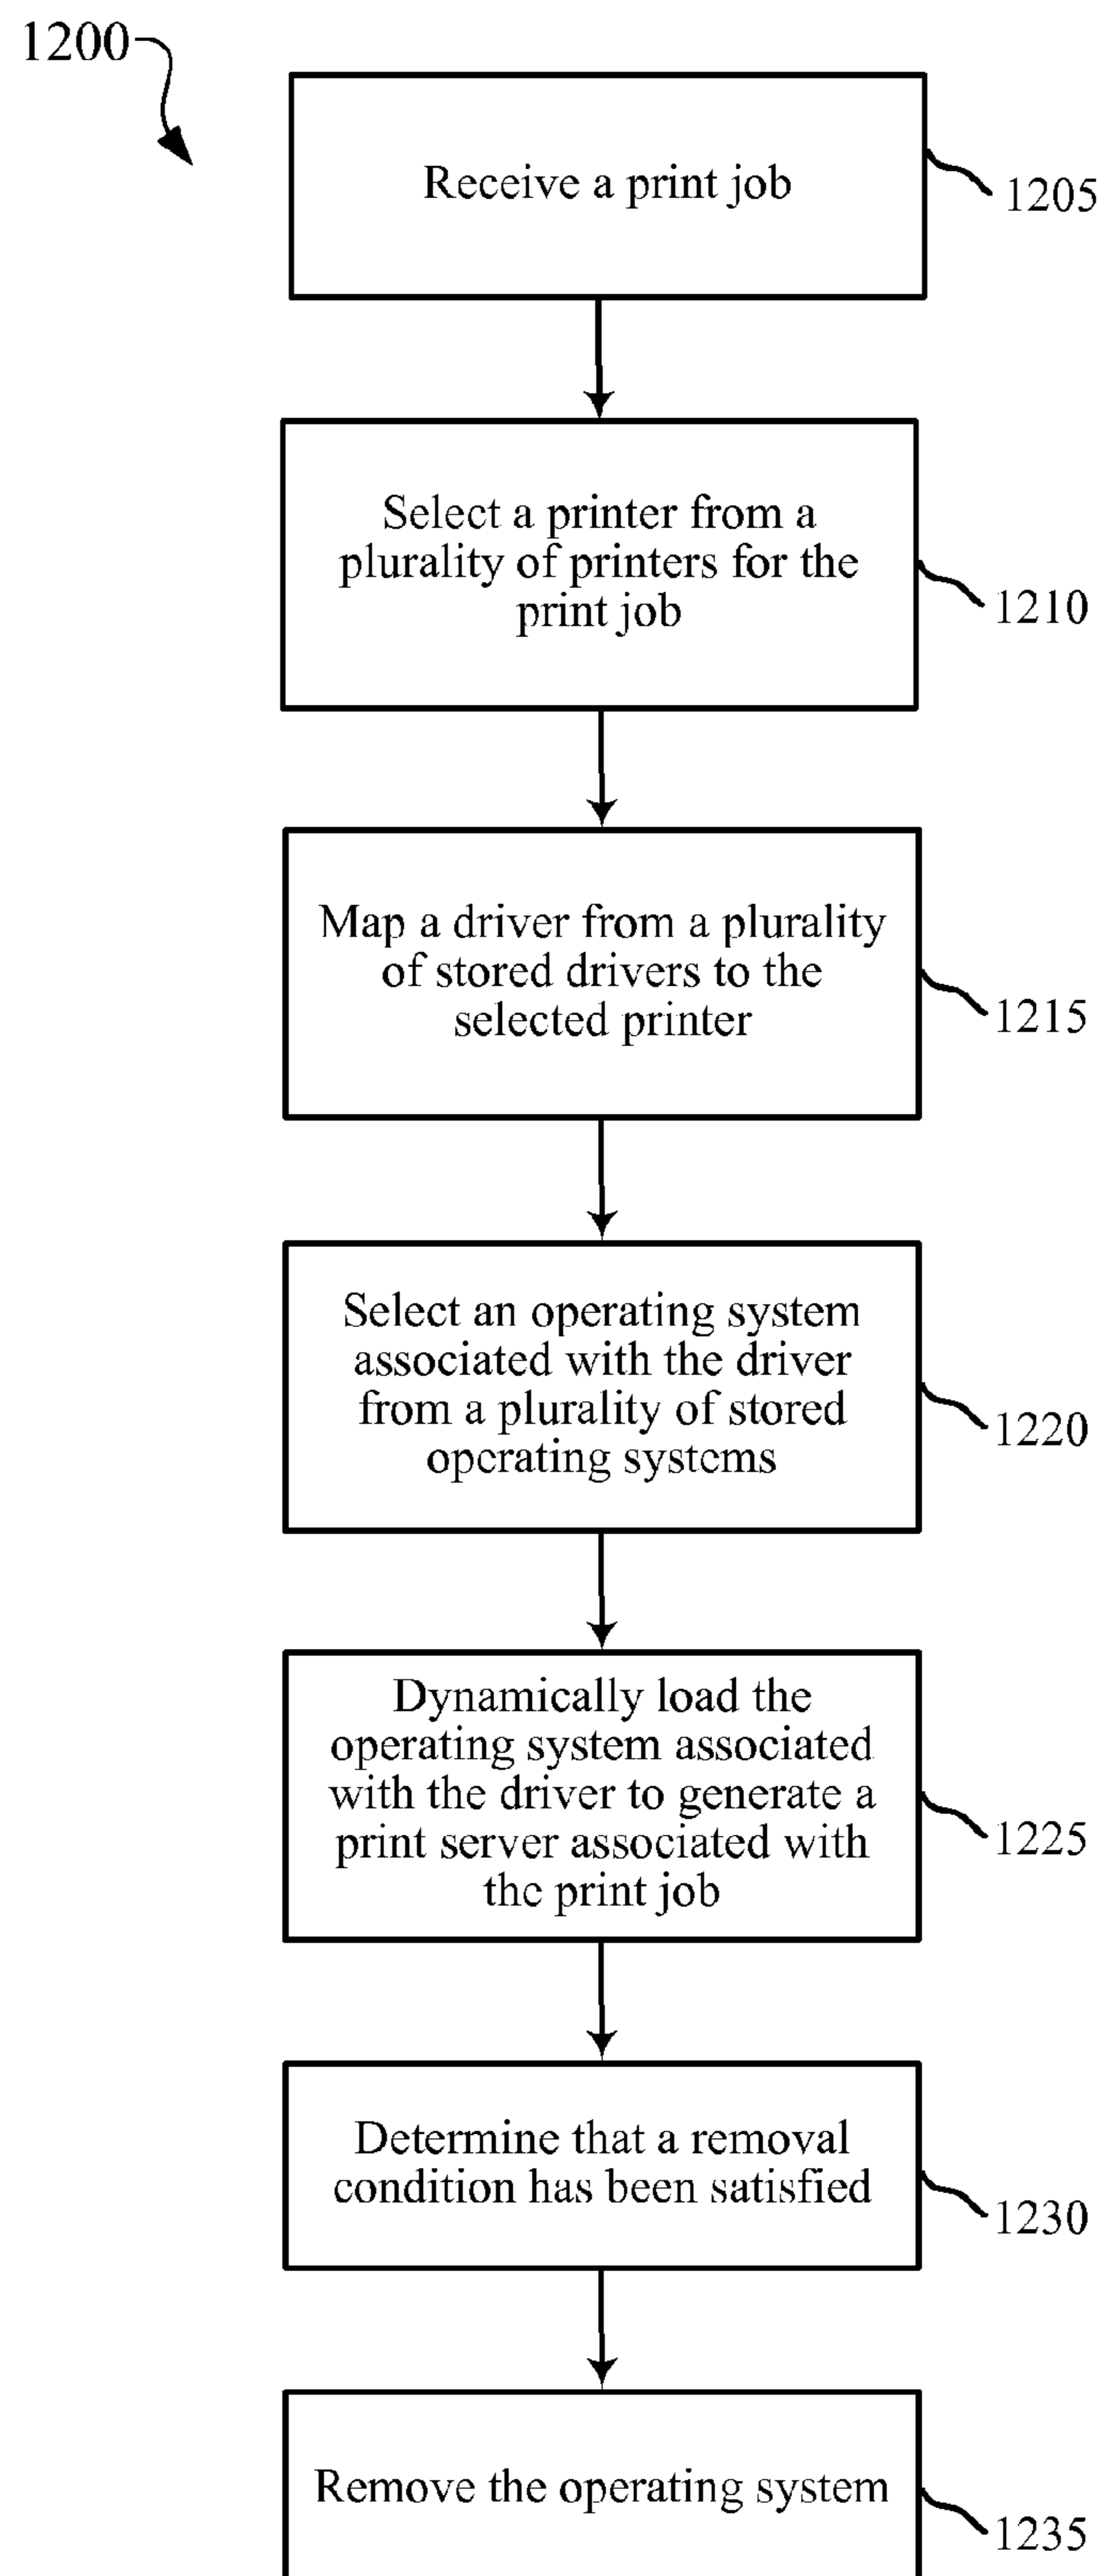 1200
Receive a print job
1205
Select a printer from a
plurality of printers for the
print job
1210
Map a driver from a plurality
of stored drivers to the
selected printer
1215
Select an operating system
associated with the driver
from a plurality of stored
operating systems
1220
Dynamically load the
operating system associated
with the driver to generate a
print server associated with
the print job
1225
Determine that a removal
condition has been satisfied
1230
Remove the operating system
1235